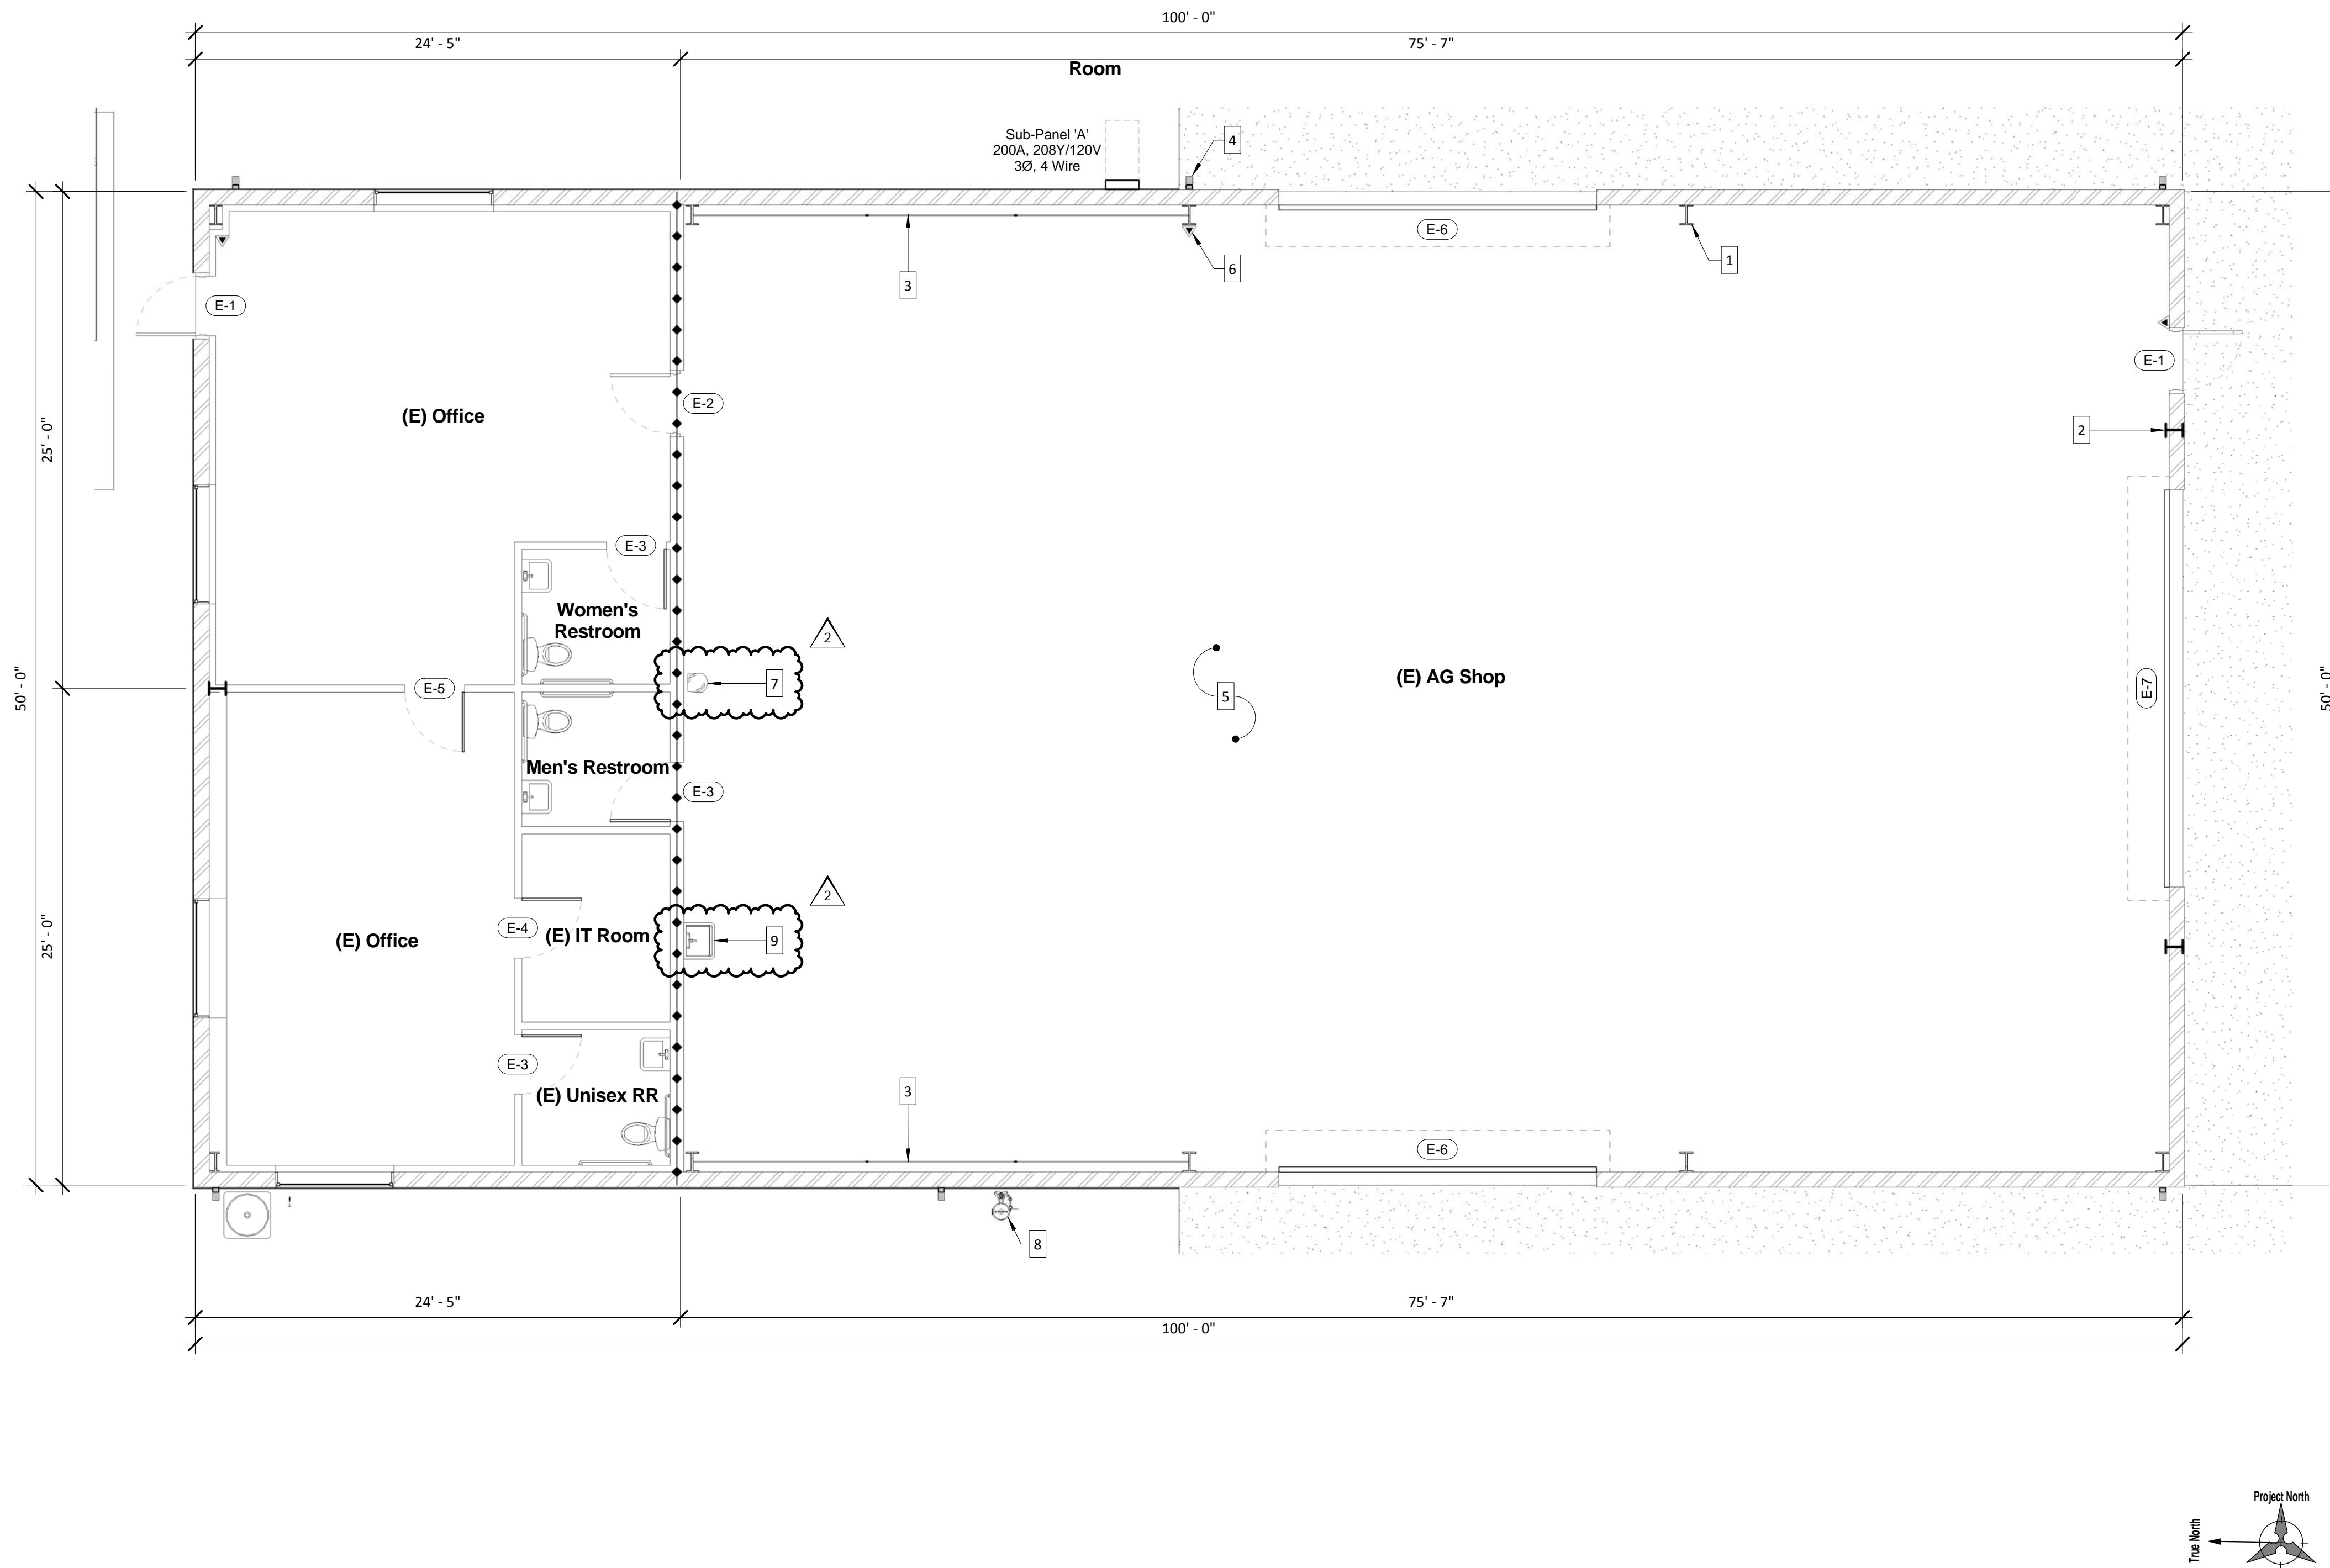 100' - 0"
24' - 5"
75' - 7"
Room
Sub-Panel 'A'
200A, 208Y/120V
3Ø, 4 Wire
4
E-6
1
6
3
E-1
E-1
E-2
2
(E) Office
25' - 0"
E-3
Women's
Restroom
2
50' - 0"
E-5
7
5
(E) AG Shop
E-7
50' - 0"
Men's Restroom
E-3
2
25' - 0"
E-4
(E) IT Room
(E) Office
9
E-3
(E) Unisex RR
3
E-6
8
24' - 5"
75' - 7"
100' - 0"
Project North
True North